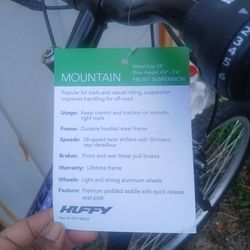 MOUNTAIN
Wheel Size: 24"
Rider Height: 4'8" - 5'6"
FRONT SUSPENSION
Popular for trails and casual riding, suspension
improves handling for off-road
Usage: Keep control and traction on smooth,
light trails
Frame: Durable hardtail steel frame
Speeds: 18-speed twist shifters with Shimano
rear derailleur
Brakes: Front and rear linear pull brakes
Warranty: Lifetime frame
Wheels: Light and strong aluminum wheels
Feature: Premium padded saddle with quick release
seat post
HUFFY